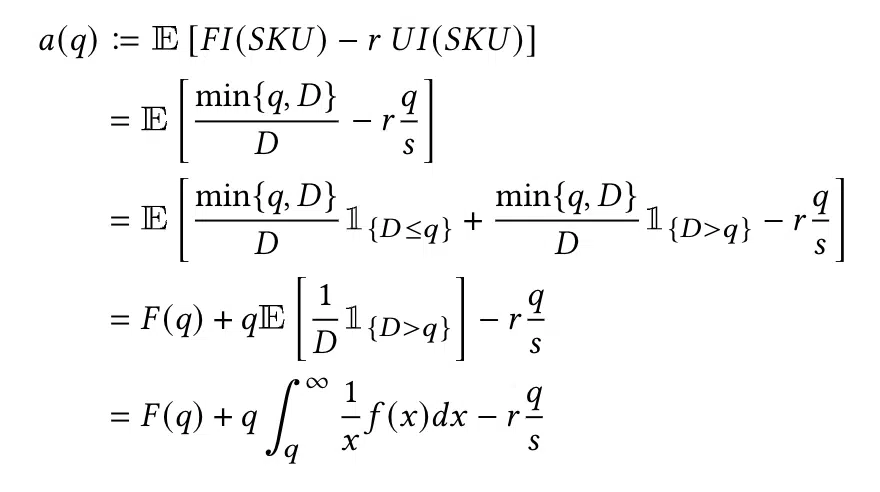 a(q) := 𝔼 [FI(SKU) − r UI(SKU)]
= 𝔼 [ min{q, D} / D − r q/s ]
= 𝔼 [ min{q, D} / D 𝟙_{D≤q} + min{q, D} / D 𝟙_{D>q} − r q/s ]
= F(q) + q𝔼 [ 1/D 𝟙_{D>q} ] − r q/s
= F(q) + q ∫_q^∞ 1/x f(x)dx − r q/s